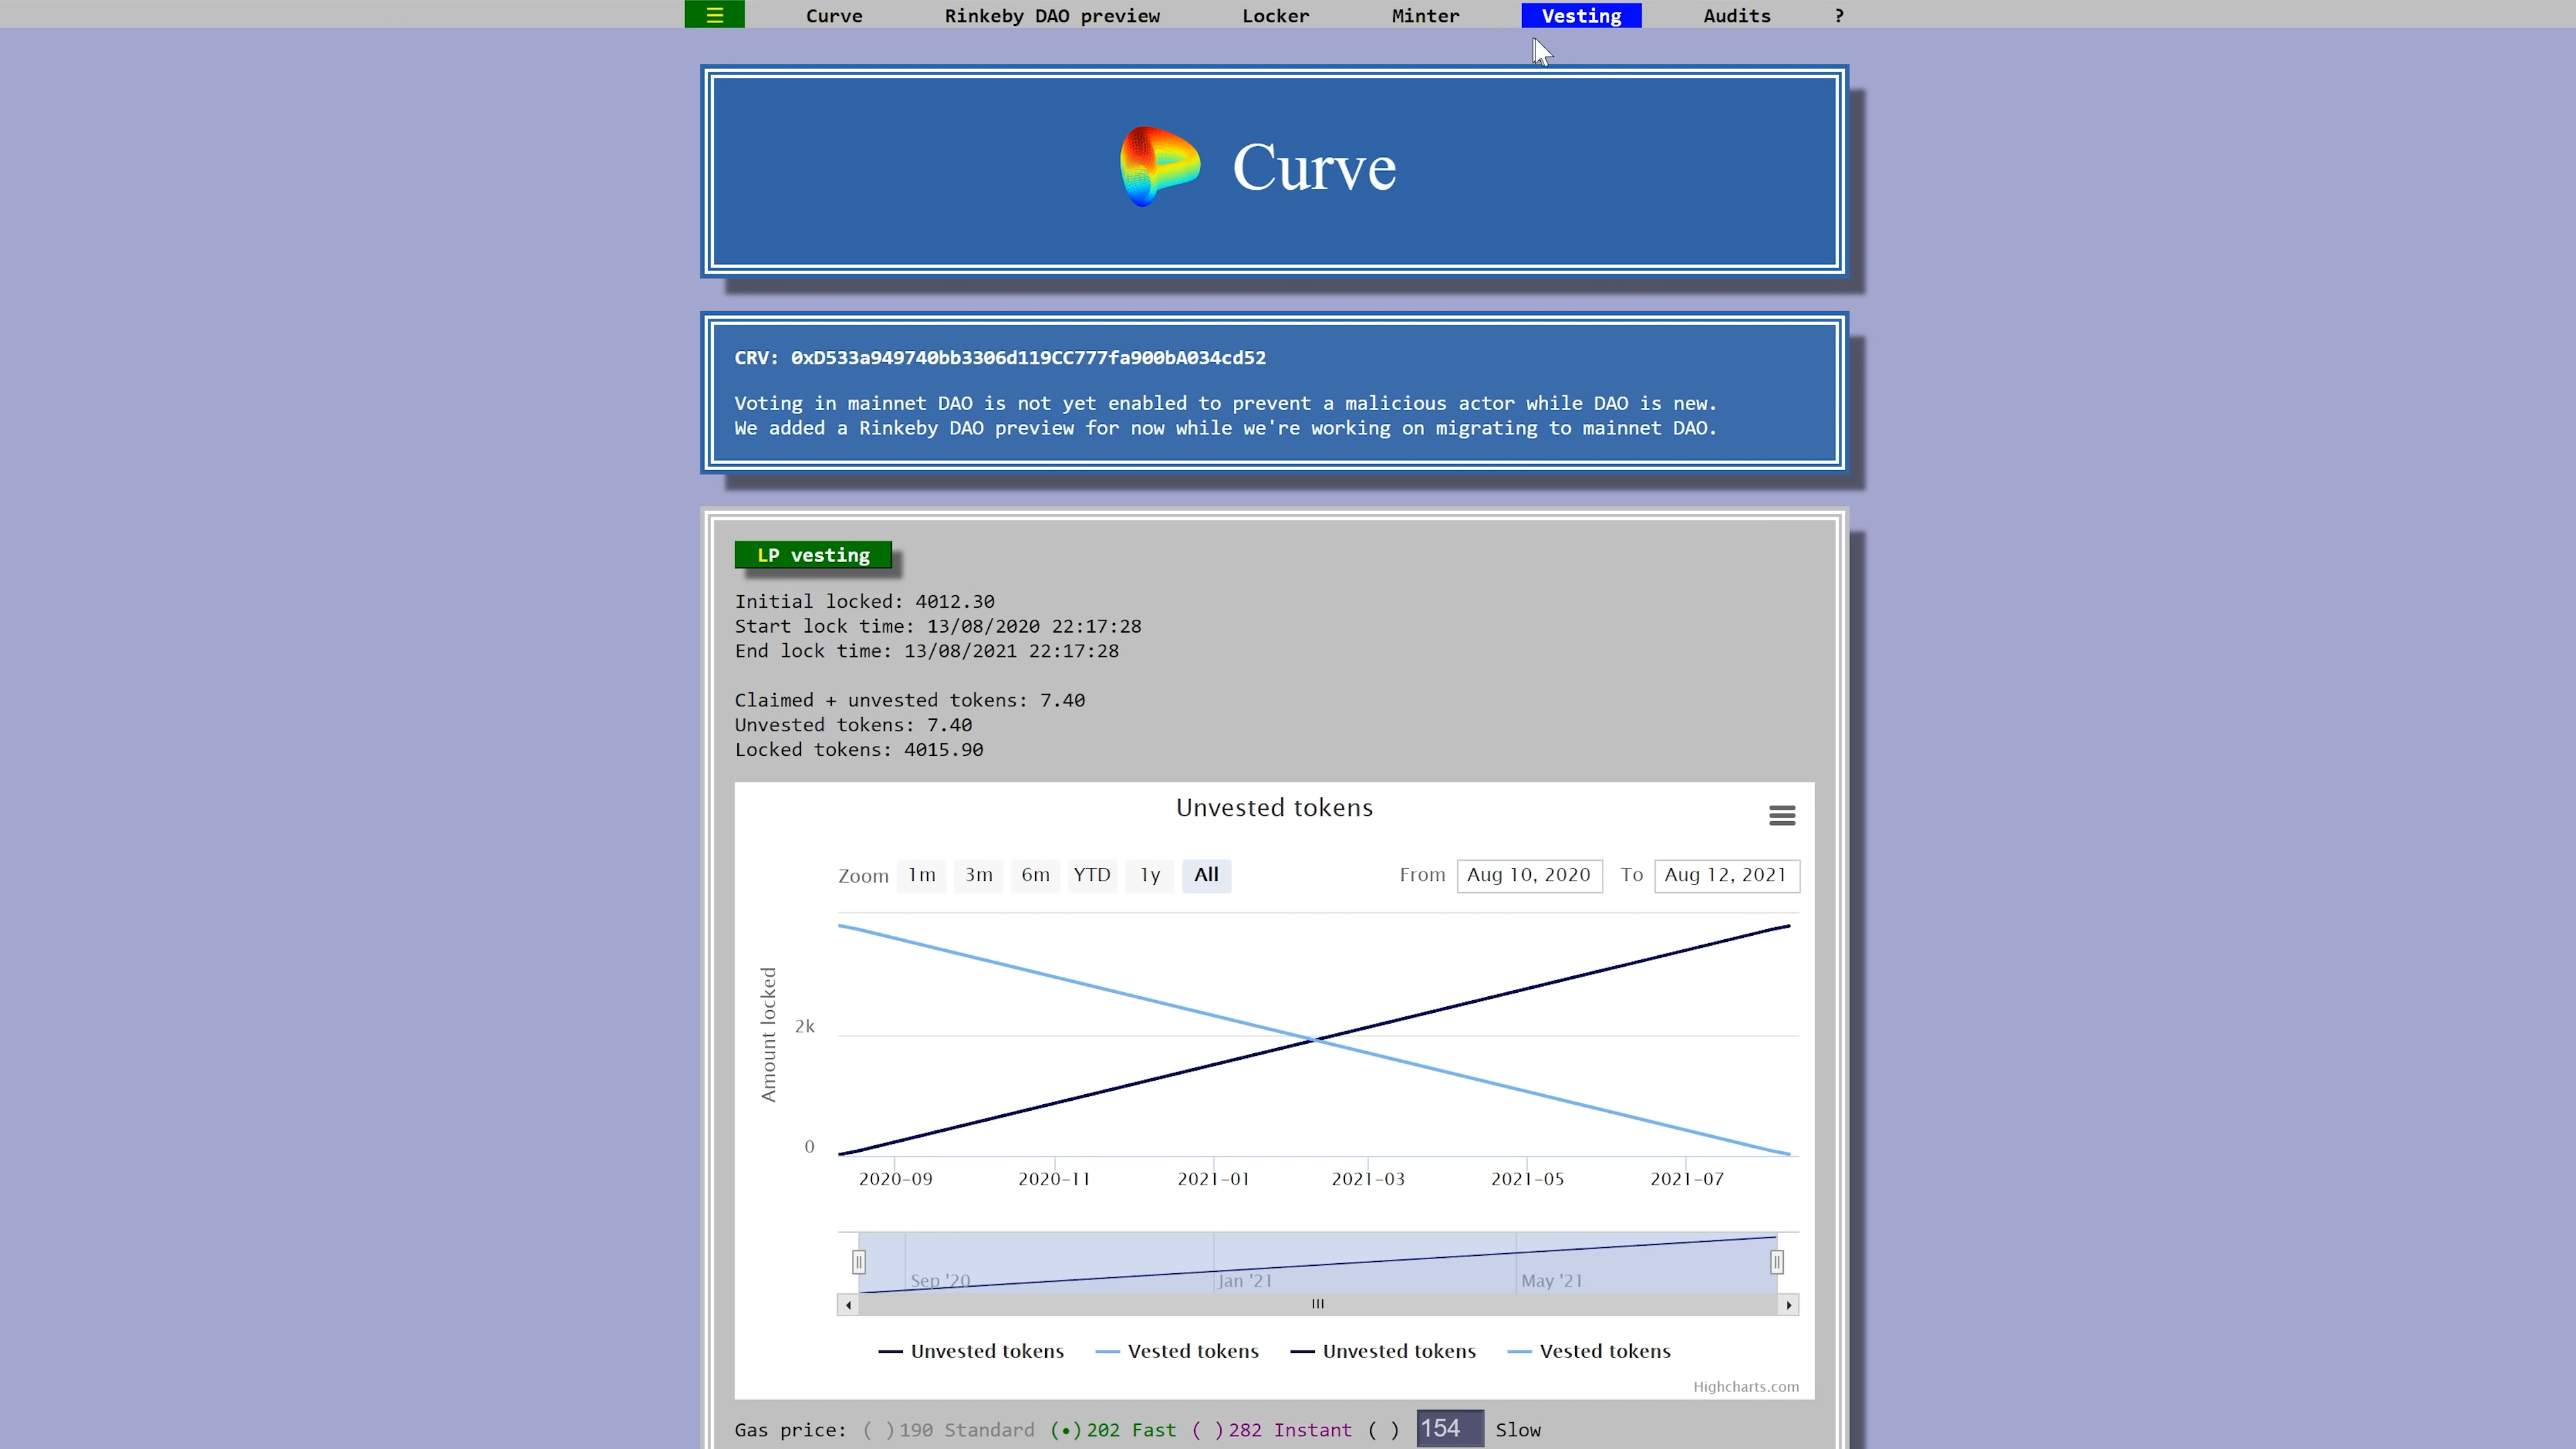 ☰ Curve Rinkeby DAO preview Locker Minter Vesting Audits ?
Curve
CRV: 0xD533a949740bb3306d119CC777fa900bA034cd52
Voting in mainnet DAO is not yet enabled to prevent a malicious actor while DAO is new.
We added a Rinkeby DAO preview for now while we're working on migrating to mainnet DAO.
LP vesting
Initial locked: 4012.30
Start lock time: 13/08/2020 22:17:28
End lock time: 13/08/2021 22:17:28
Claimed + unvested tokens: 7.40
Unvested tokens: 7.40
Locked tokens: 4015.90
Unvested tokens
Zoom 1m 3m 6m YTD 1y All From Aug 10, 2020 To Aug 12, 2021
Amount locked
2k
0
2020-09 2020-11 2021-01 2021-03 2021-05 2021-07
Sep '20 Jan '21 May '21
Unvested tokens Vested tokens Unvested tokens Vested tokens
Highcharts.com
Gas price: ( )190 Standard (•)202 Fast ( )282 Instant ( ) 154 Slow